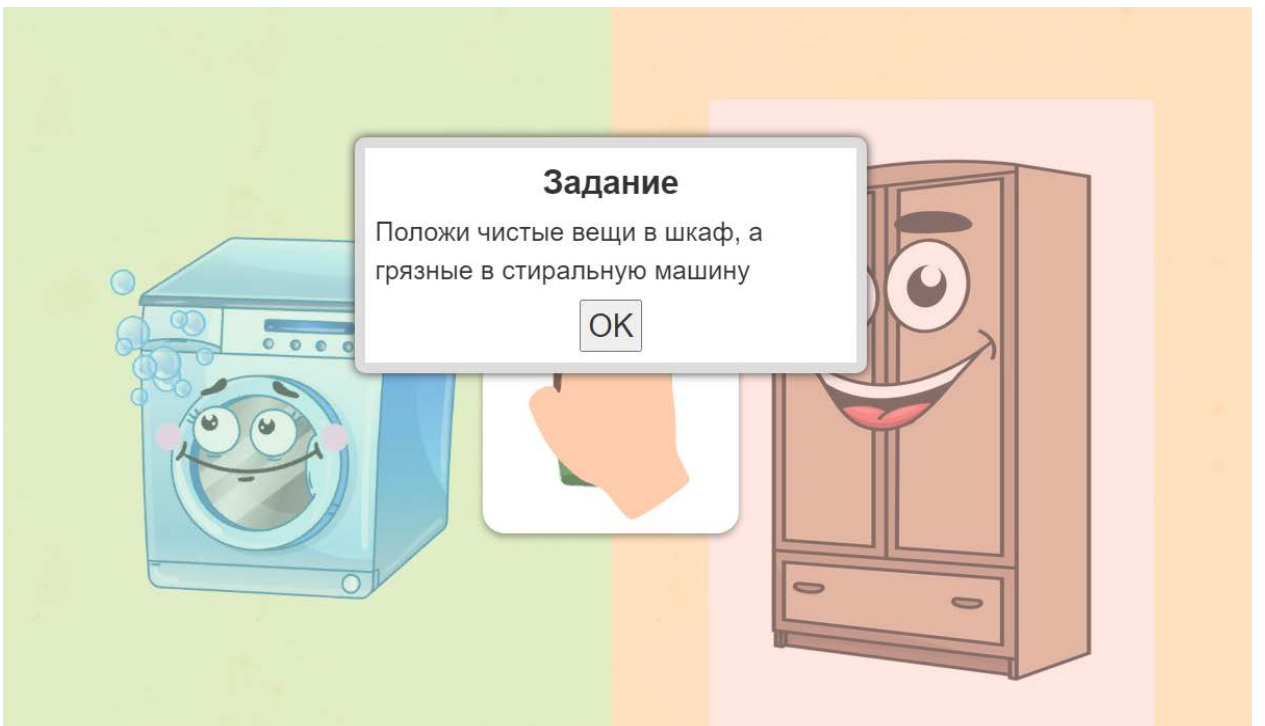 Задание
Положи чистые вещи в шкаф, а
грязные в стиральную машину
OK